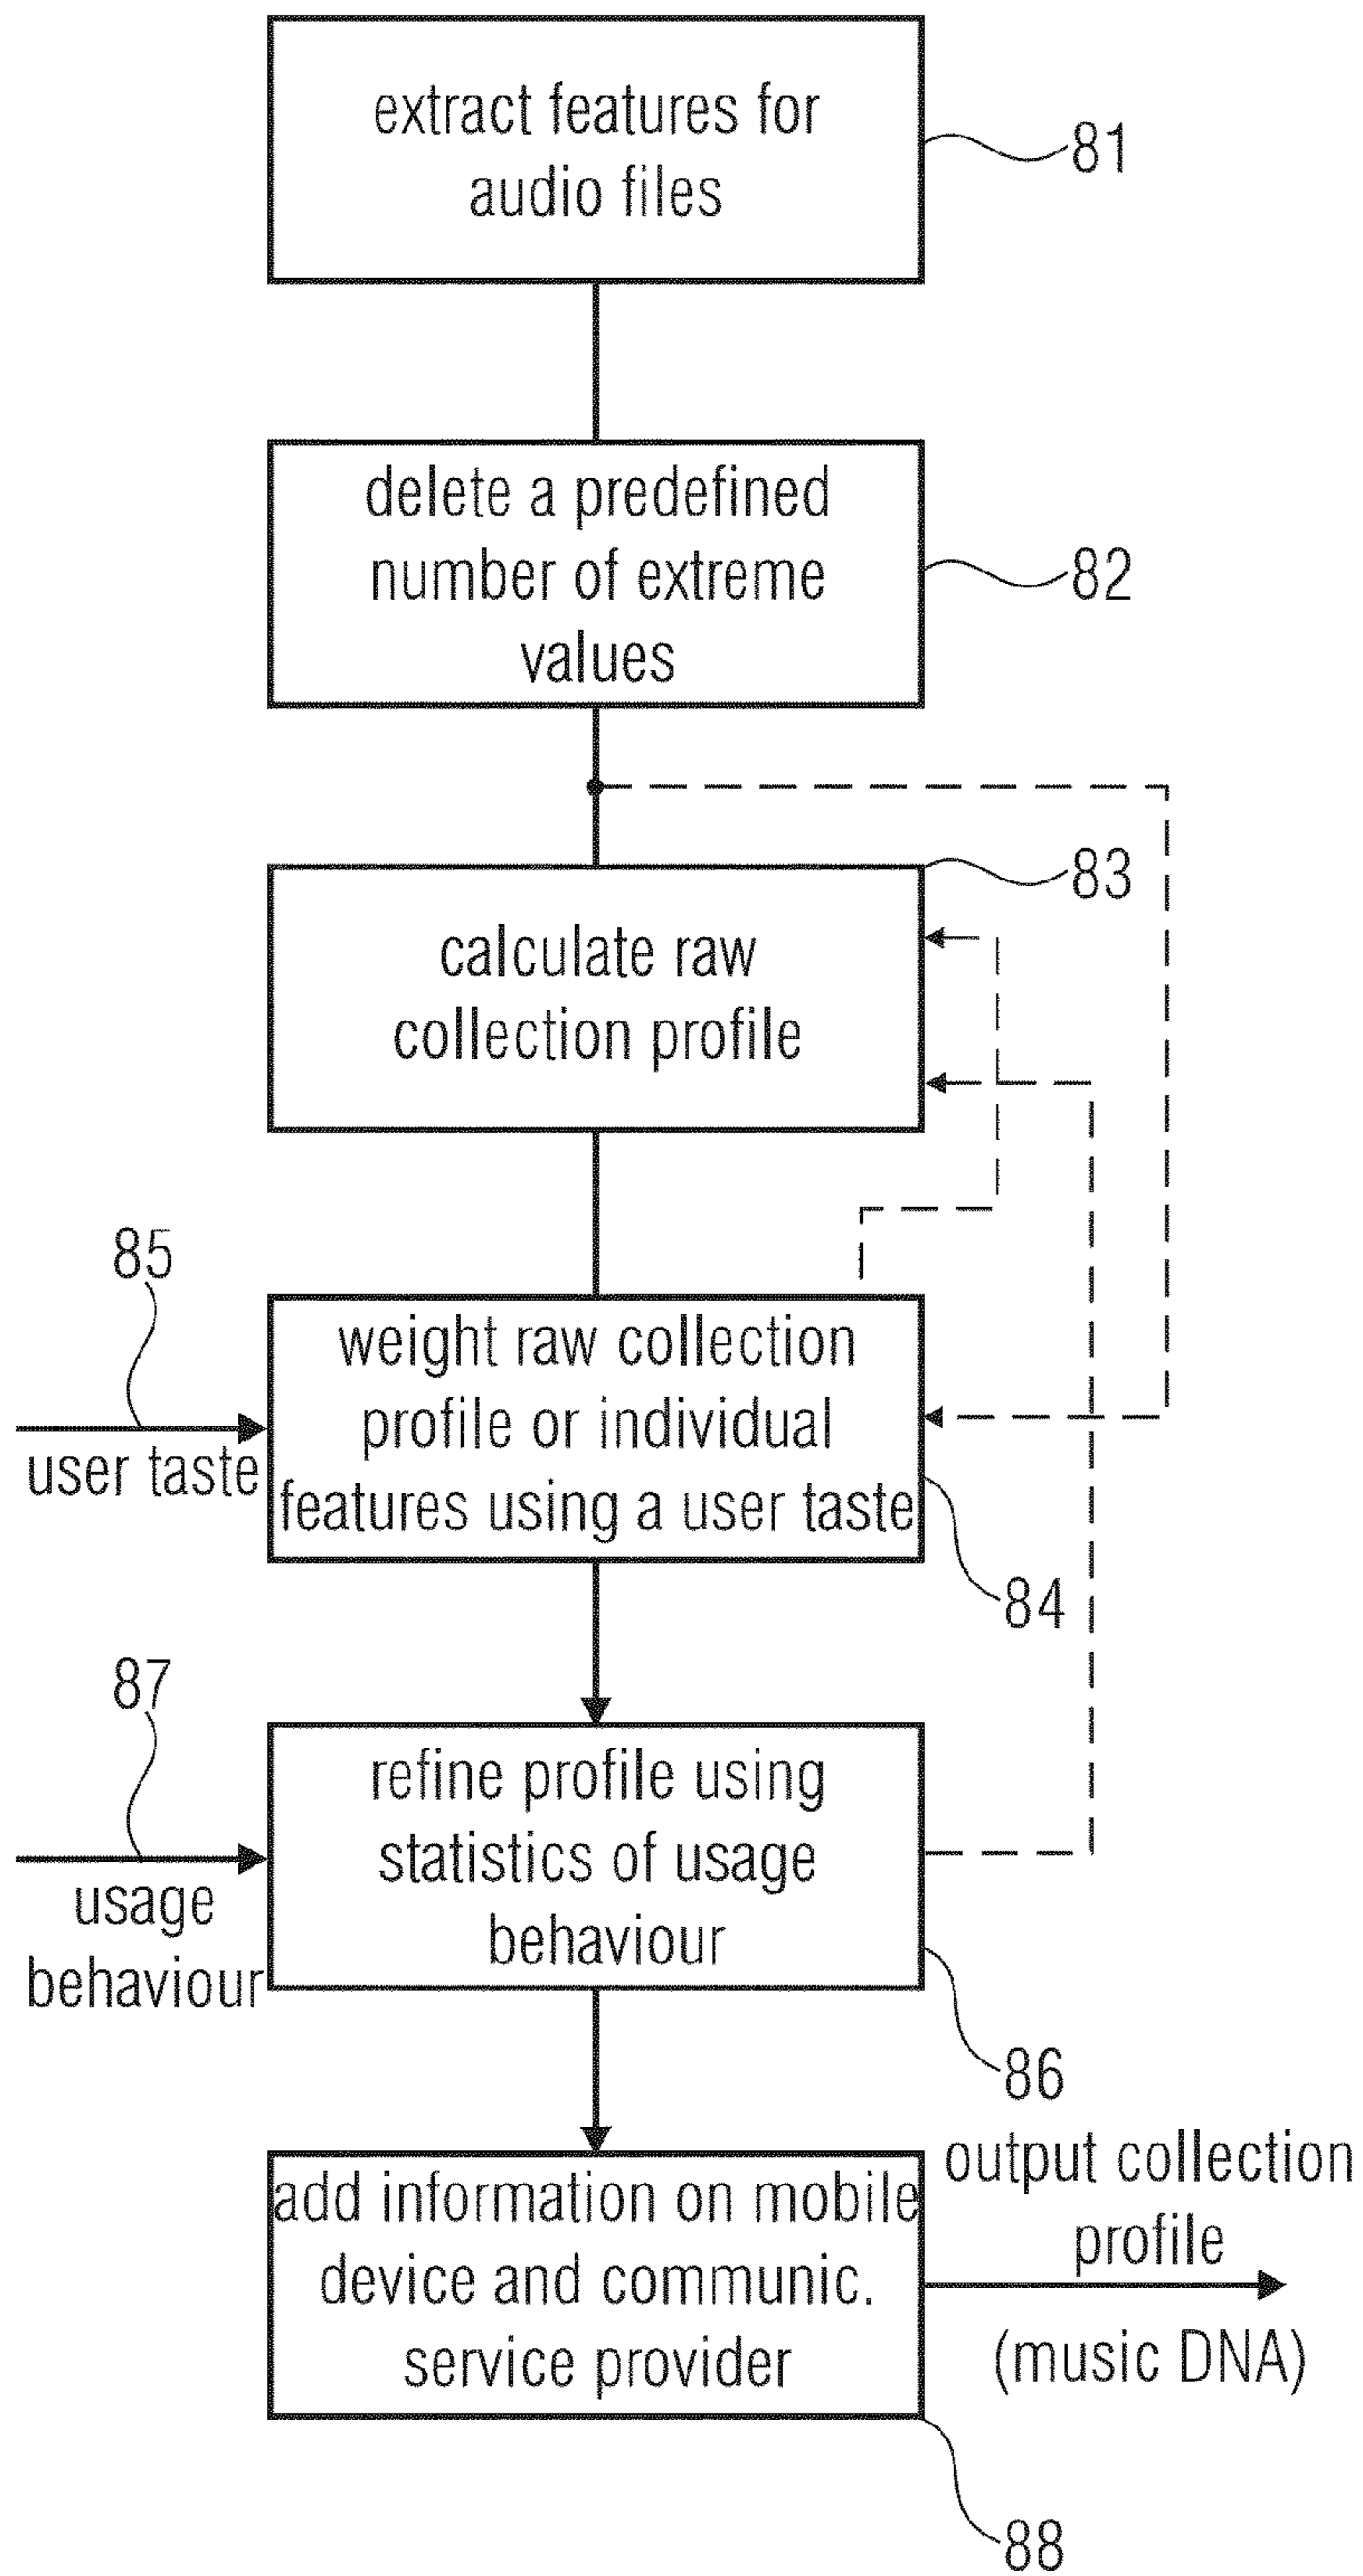 extract features for
audio files
81
delete a predefined
number of extreme
values
82
83
calculate raw
collection profile
85
user taste
weight raw collection
profile or individual
features using a user taste
84
87
usage
behaviour
refine profile using
statistics of usage
behaviour
86
add information on mobile
device and communic.
service provider
output collection
profile
(music DNA)
88